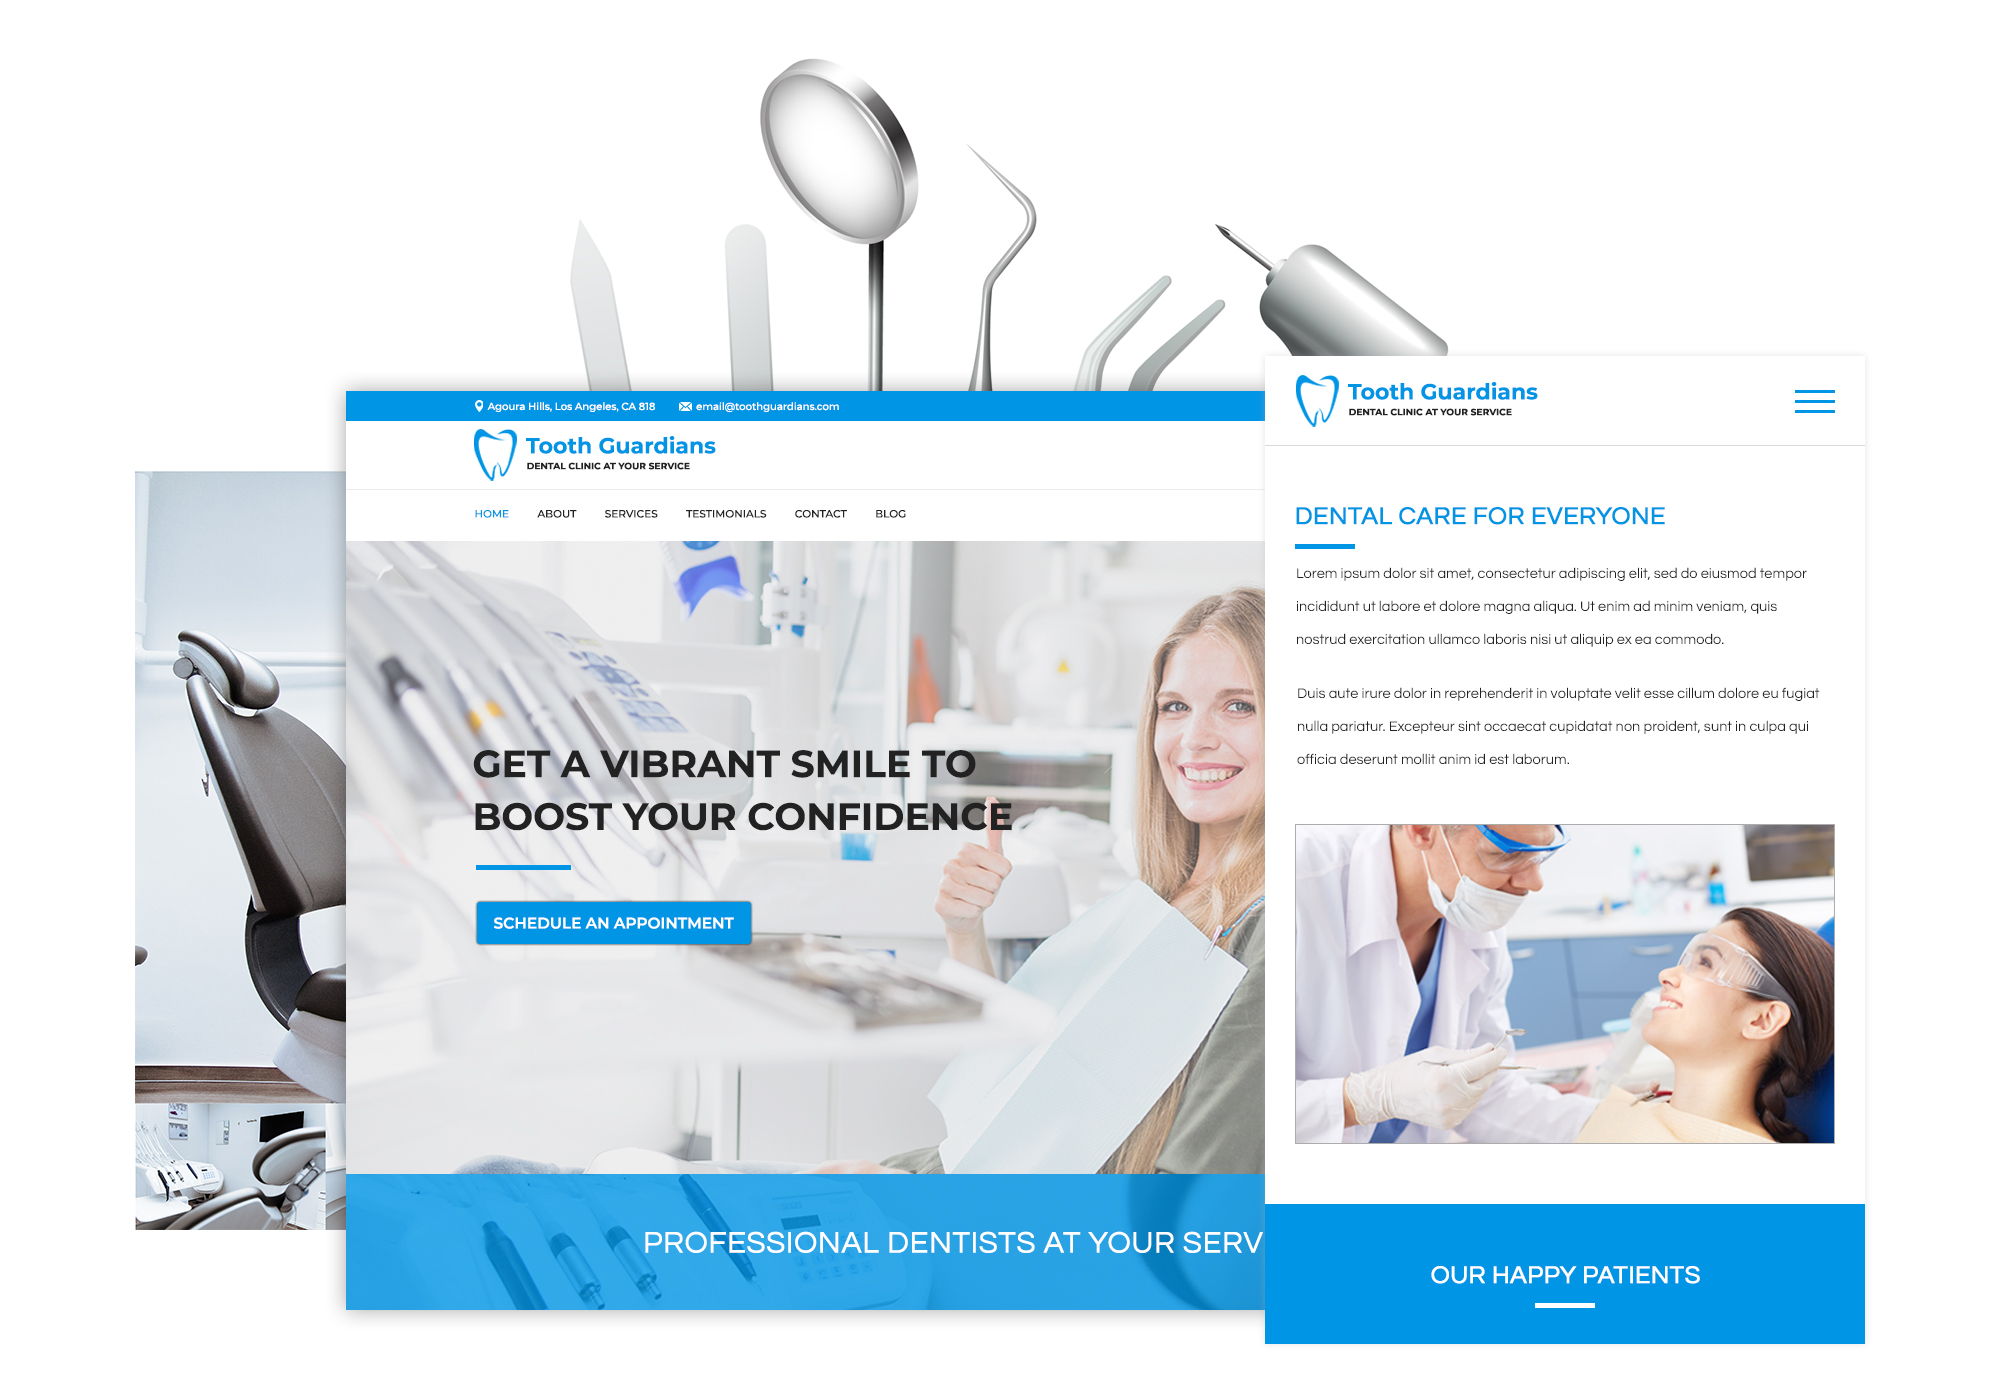 Agoura Hills, Los Angeles, CA 818 email@toothguardians.com
Tooth Guardians
DENTAL CLINIC AT YOUR SERVICE
HOME ABOUT SERVICES TESTIMONIALS CONTACT BLOG
GET A VIBRANT SMILE TO
BOOST YOUR CONFIDENCE
SCHEDULE AN APPOINTMENT
PROFESSIONAL DENTISTS AT YOUR SERV
Tooth Guardians
DENTAL CLINIC AT YOUR SERVICE
DENTAL CARE FOR EVERYONE
Lorem ipsum dolor sit amet, consectetur adipiscing elit, sed do eiusmod tempor
incididunt ut labore et dolore magna aliqua. Ut enim ad minim veniam, quis
nostrud exercitation ullamco laboris nisi ut aliquip ex ea commodo.
Duis aute irure dolor in reprehenderit in voluptate velit esse cillum dolore eu fugiat
nulla pariatur. Excepteur sint occaecat cupidatat non proident, sunt in culpa qui
officia deserunt mollit anim id est laborum.
OUR HAPPY PATIENTS